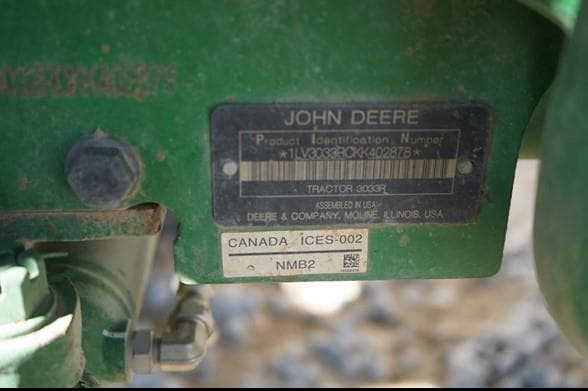 JOHN DEERE
Product Identification Number
*1LV3033RCKK402878*
TRACTOR 3033R
ASSEMBLED IN USA
DEERE & COMPANY, MOLINE, ILLINOIS, USA
CANADA ICES-002
NMB2